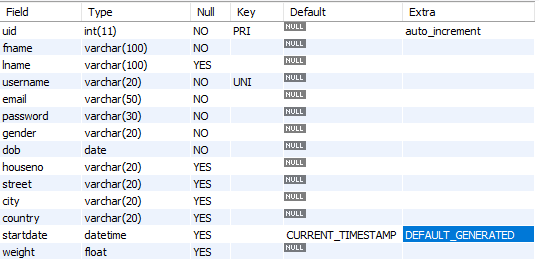 Field Type Null Key Default Extra
uid int(11) NO PRI NULL auto_increment
fname varchar(100) NO NULL
lname varchar(100) YES NULL
username varchar(20) NO UNI NULL
email varchar(50) NO NULL
password varchar(30) NO NULL
gender varchar(20) NO NULL
dob date NO NULL
houseno varchar(20) YES NULL
street varchar(20) YES NULL
city varchar(20) YES NULL
country varchar(20) YES NULL
startdate datetime YES CURRENT_TIMESTAMP DEFAULT_GENERATED
weight float YES NULL